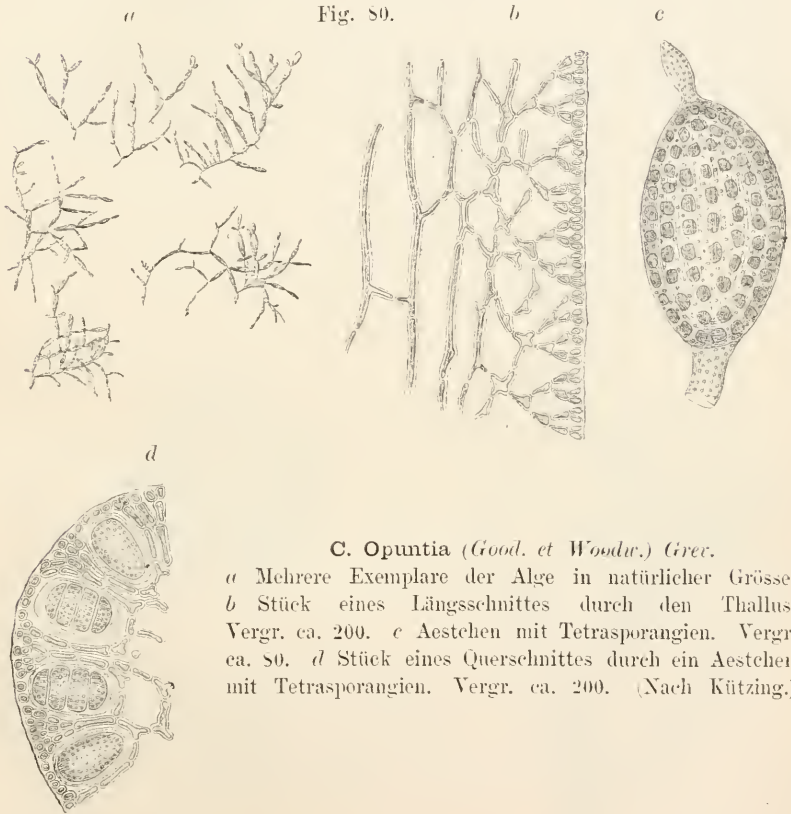 a Fig. 80. b c
d
C. Opuntia (Good. et Woodw.) Grev.
a Mehrere Exemplare der Alge in natürlicher Grösse
b Stück eines Längsschnittes durch den Thallus
Vergr. ca. 200. c Aestchen mit Tetrasporangien. Vergr
ca. 80. d Stück eines Querschnittes durch ein Aestchen
mit Tetrasporangien. Vergr. ca. 200. (Nach Kützing.)